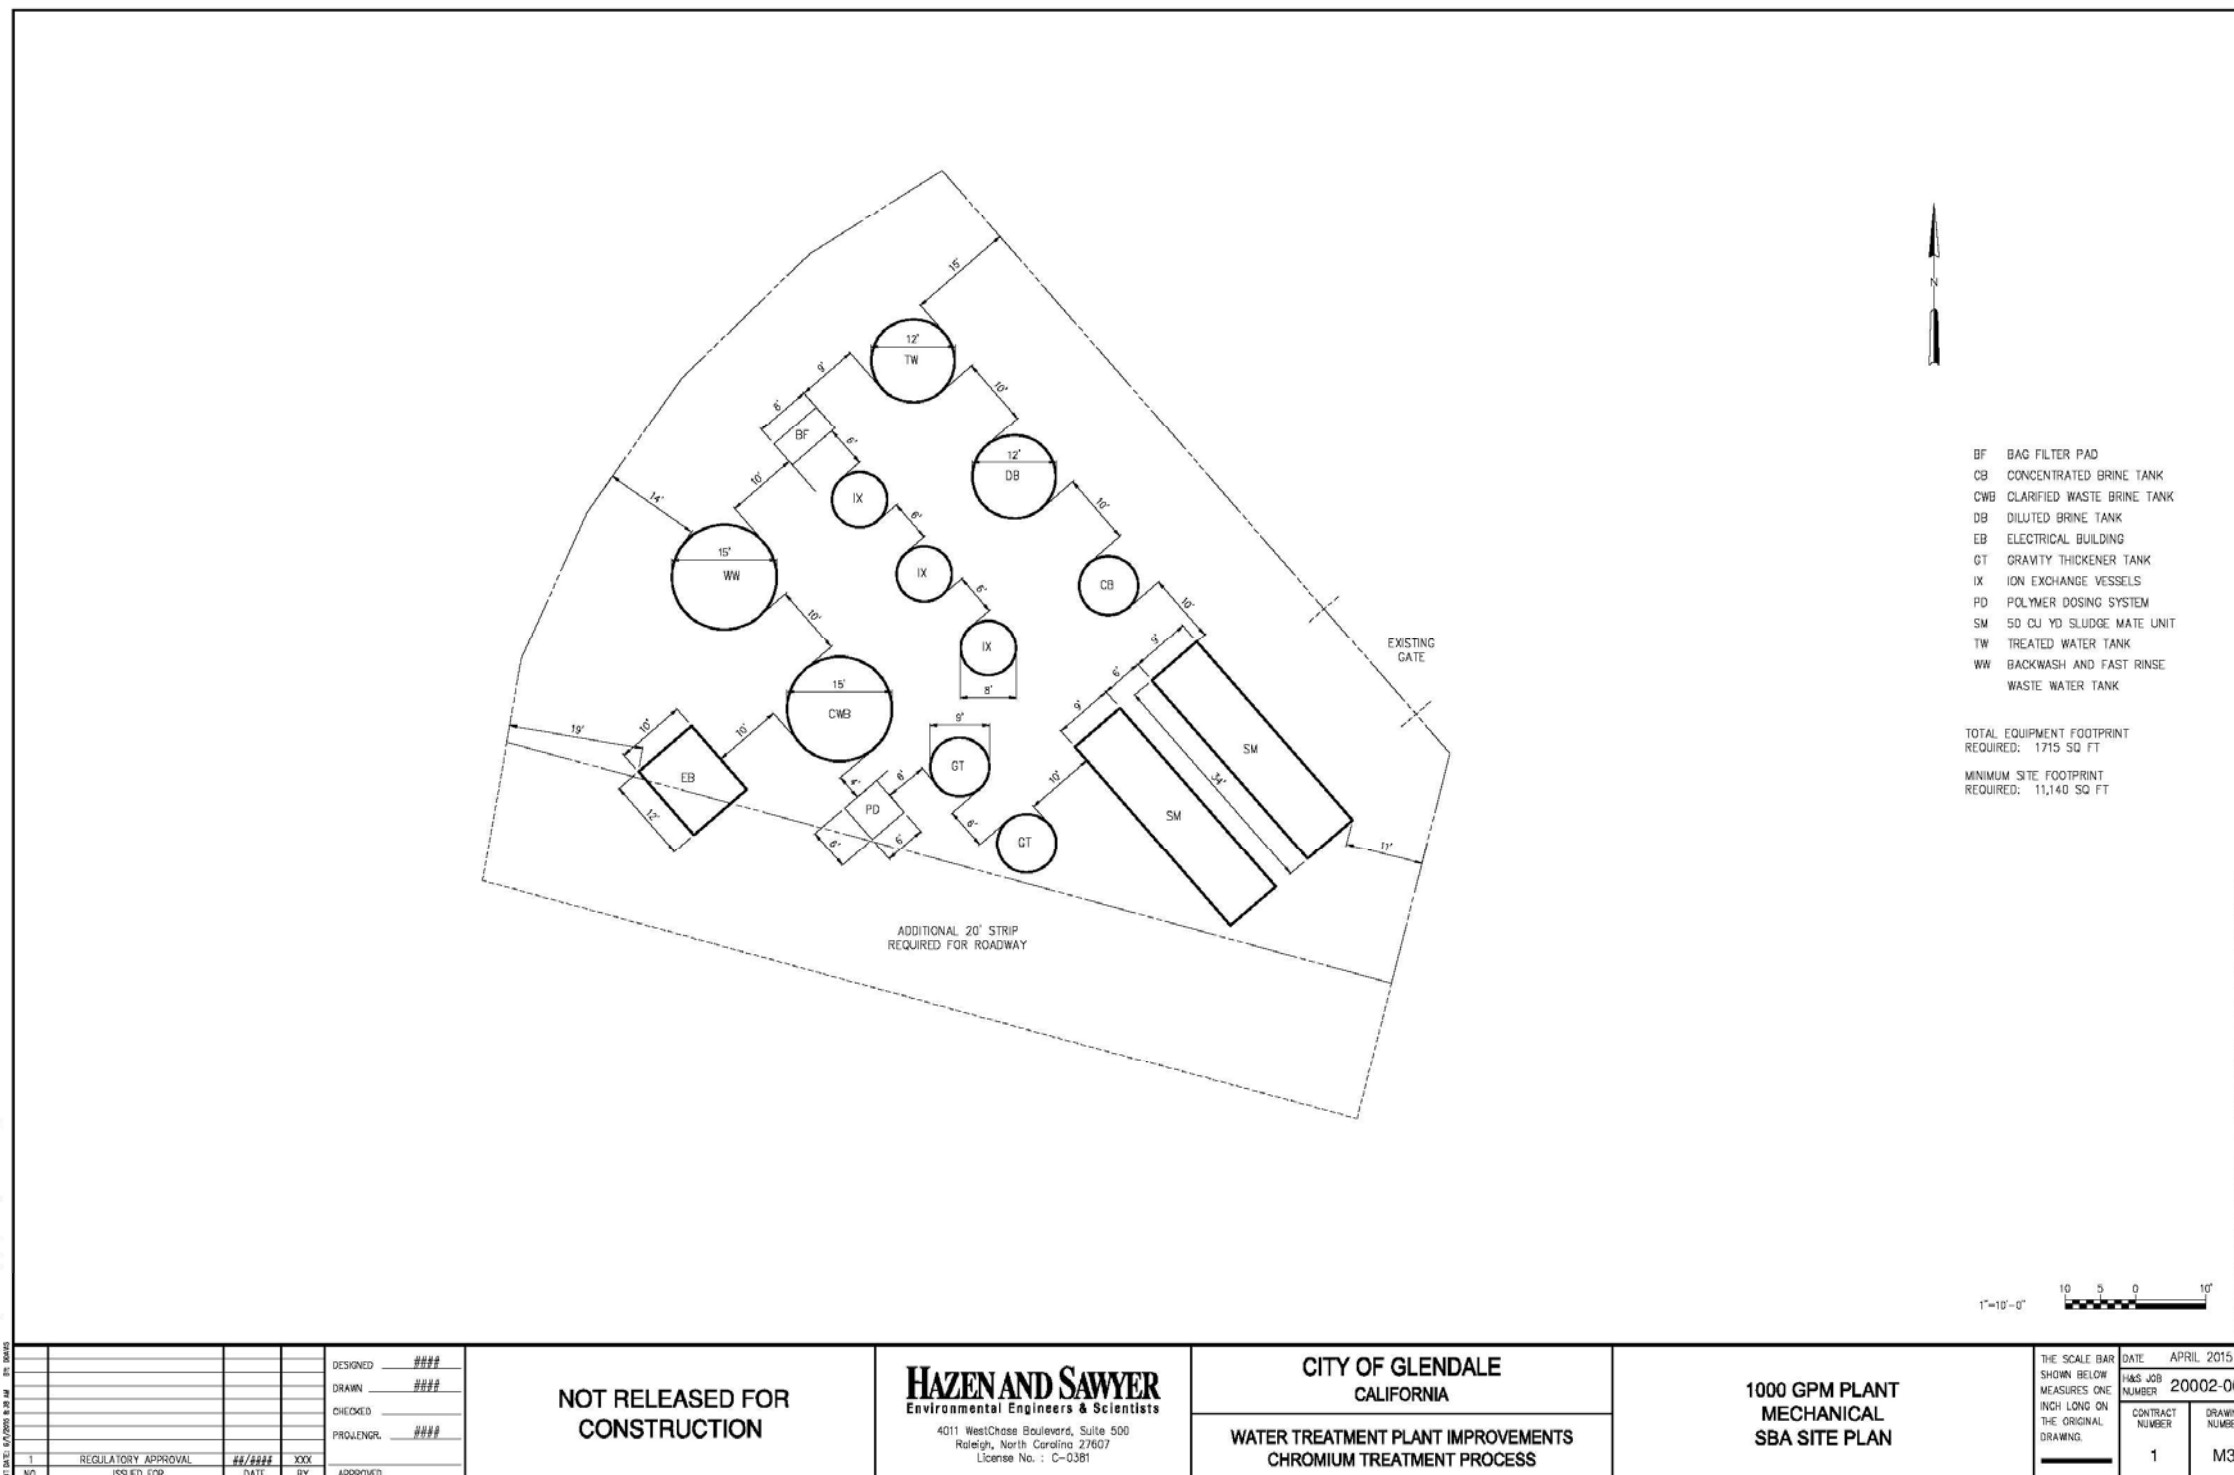 15'
12'
TW
9'
10'
8'
BF
6'
12'
DB
10'
IX
14'
6'
10'
15'
WW
IX
CB
6'
10'
10'
IX
9'
EXISTING
GATE
6'
15'
CWB
8'
9'
9'
10'
10'
19'
SM
GT
EB
4'
10'
34'
PD
12'
6'
6'
SM
GT
11'
ADDITIONAL 20' STRIP
REQUIRED FOR ROADWAY
N
BF BAG FILTER PAD
CB CONCENTRATED BRINE TANK
CWB CLARIFIED WASTE BRINE TANK
DB DILUTED BRINE TANK
EB ELECTRICAL BUILDING
GT GRAVITY THICKENER TANK
IX ION EXCHANGE VESSELS
PD POLYMER DOSING SYSTEM
SM 50 CU YD SLUDGE MATE UNIT
TW TREATED WATER TANK
WW BACKWASH AND FAST RINSE
WASTE WATER TANK
TOTAL EQUIPMENT FOOTPRINT
REQUIRED: 1715 SQ FT
MINIMUM SITE FOOTPRINT
REQUIRED: 11,140 SQ FT
1"=10'-0"
10 5 0 10'
1 REGULATORY APPROVAL ##/#### XXX
NO. ISSUED FOR DATE BY
DESIGNED ####
DRAWN ####
CHECKED
PROJ.ENGR. ####
APPROVED
NOT RELEASED FOR
CONSTRUCTION
HAZEN AND SAWYER
Environmental Engineers & Scientists
4011 WestChase Boulevard, Suite 500
Raleigh, North Carolina 27607
License No. : C-0381
CITY OF GLENDALE
CALIFORNIA
WATER TREATMENT PLANT IMPROVEMENTS
CHROMIUM TREATMENT PROCESS
1000 GPM PLANT
MECHANICAL
SBA SITE PLAN
THE SCALE BAR
SHOWN BELOW
MEASURES ONE
INCH LONG ON
THE ORIGINAL
DRAWING.
DATE APRIL 2015
H&S JOB
NUMBER 20002-0
CONTRACT
NUMBER
1
M3